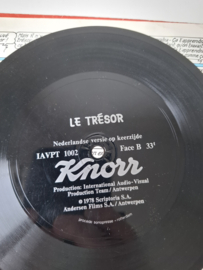 LE TRÉSOR
Nederlandse versie op keerzijde
IAVPT 1002 Face B 33¹
Knorr
Production: International Audio-Visual
Production Team / Antwerpen
© 1978 Scriptoria S.A.
Andersen Films S.A. / Antwerpen